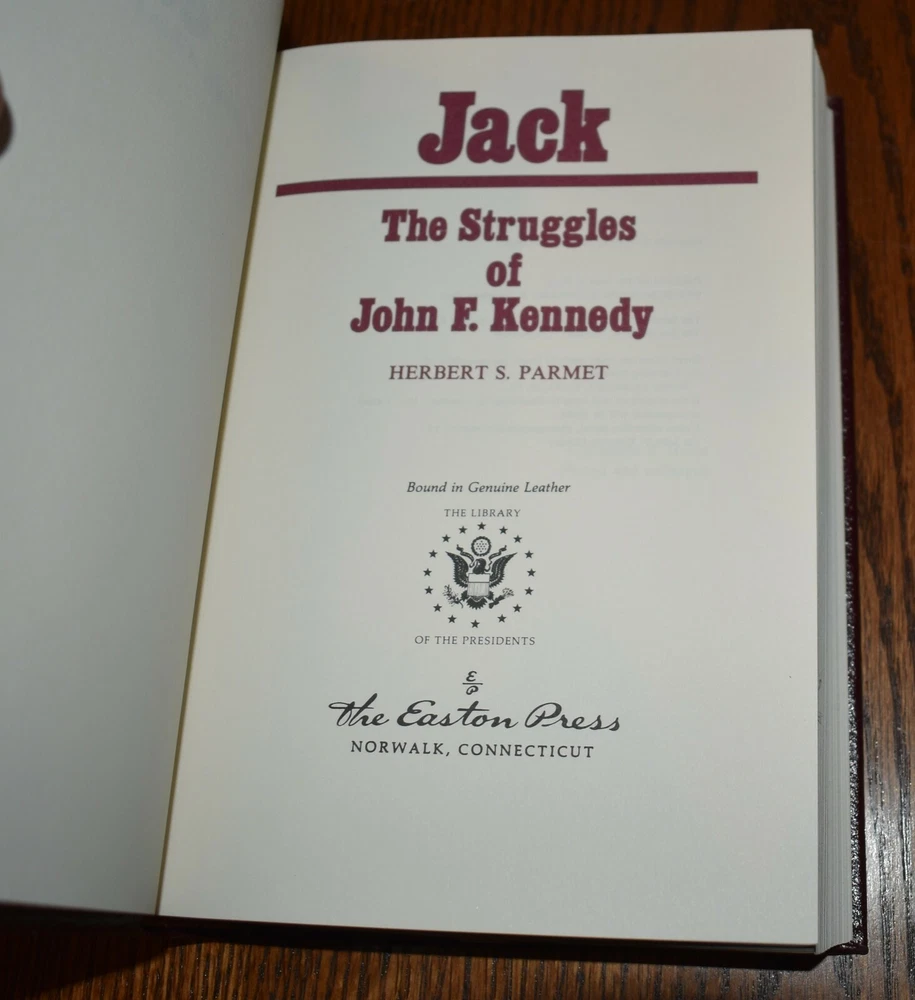 Jack
The Struggles
of
John F. Kennedy
HERBERT S. PARMET
Bound in Genuine Leather
THE LIBRARY
OF THE PRESIDENTS
E
P
The Easton Press
NORWALK, CONNECTICUT